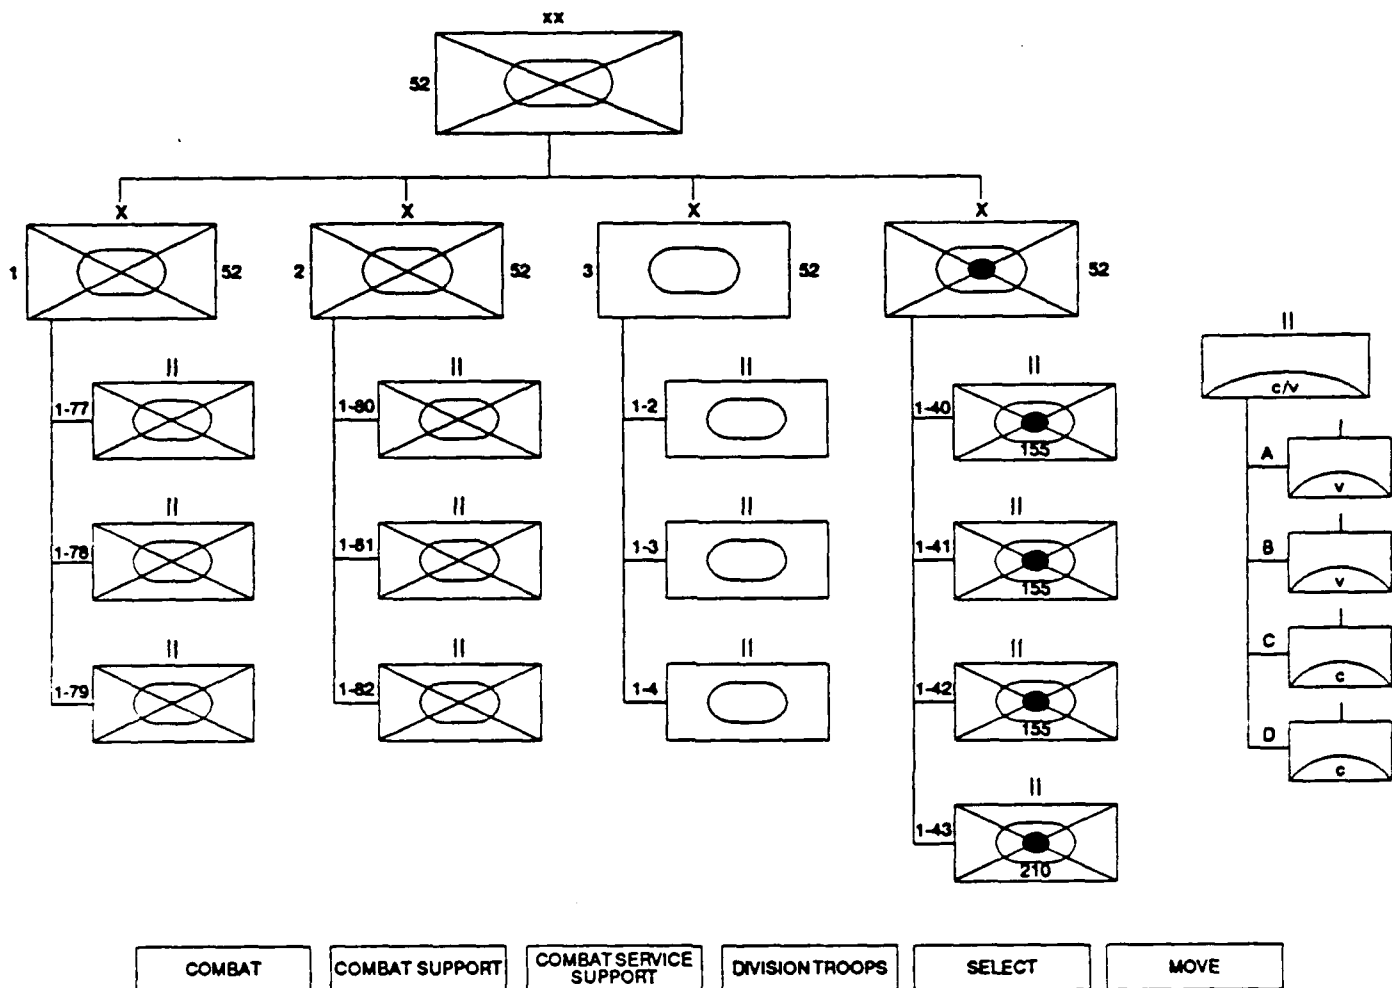 xx
52
X X X X
1 52 2 52 3 52 52
II II II II II
c/v
1-77 1-80 1-2 1-40
155
A
v
II II II II
1-78 1-81 1-3 1-41
155
B
v
II II II II
1-79 1-82 1-4 1-42
155
C
c
D
c
II
1-43
210
COMBAT
COMBAT SUPPORT
COMBAT SERVICE
SUPPORT
DIVISION TROOPS
SELECT
MOVE